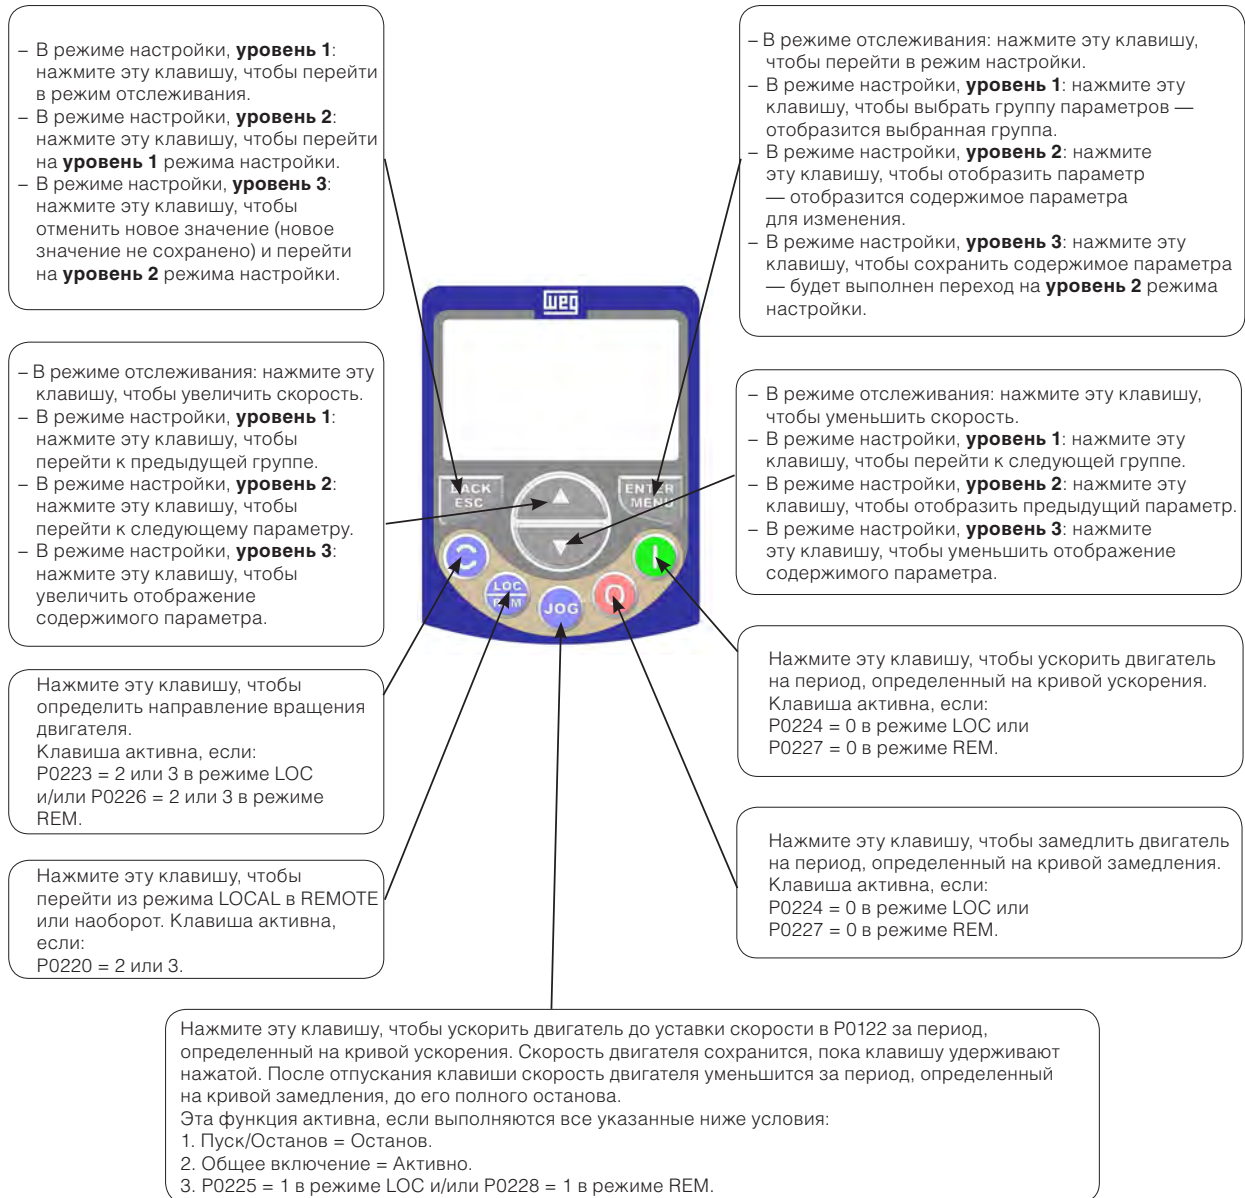 – В режиме настройки, уровень 1:
нажмите эту клавишу, чтобы перейти
в режим отслеживания.
– В режиме настройки, уровень 2:
нажмите эту клавишу, чтобы перейти
на уровень 1 режима настройки.
– В режиме настройки, уровень 3:
нажмите эту клавишу, чтобы
отменить новое значение (новое
значение не сохранено) и перейти
на уровень 2 режима настройки.
– В режиме отслеживания: нажмите эту клавишу,
чтобы перейти в режим настройки.
– В режиме настройки, уровень 1: нажмите эту
клавишу, чтобы выбрать группу параметров —
отобразится выбранная группа.
– В режиме настройки, уровень 2: нажмите
эту клавишу, чтобы отобразить параметр
— отобразится содержимое параметра
для изменения.
– В режиме настройки, уровень 3: нажмите эту
клавишу, чтобы сохранить содержимое параметра
— будет выполнен переход на уровень 2 режима
настройки.
– В режиме отслеживания: нажмите эту
клавишу, чтобы увеличить скорость.
– В режиме настройки, уровень 1:
нажмите эту клавишу, чтобы
перейти к предыдущей группе.
– В режиме настройки, уровень 2:
нажмите эту клавишу, чтобы
перейти к следующему параметру.
– В режиме настройки, уровень 3:
нажмите эту клавишу, чтобы
увеличить отображение
содержимого параметра.
weg
BACK
ESC
ENTER
MENU
LOC
REM
JOG
O
I
– В режиме отслеживания: нажмите эту клавишу,
чтобы уменьшить скорость.
– В режиме настройки, уровень 1: нажмите эту
клавишу, чтобы перейти к следующей группе.
– В режиме настройки, уровень 2: нажмите эту
клавишу, чтобы отобразить предыдущий параметр.
– В режиме настройки, уровень 3: нажмите
эту клавишу, чтобы уменьшить отображение
содержимого параметра.
Нажмите эту клавишу, чтобы
определить направление вращения
двигателя.
Клавиша активна, если:
P0223 = 2 или 3 в режиме LOC
и/или P0226 = 2 или 3 в режиме
REM.
Нажмите эту клавишу, чтобы ускорить двигатель
на период, определенный на кривой ускорения.
Клавиша активна, если:
P0224 = 0 в режиме LOC или
P0227 = 0 в режиме REM.
Нажмите эту клавишу, чтобы
перейти из режима LOCAL в REMOTE
или наоборот. Клавиша активна,
если:
P0220 = 2 или 3.
Нажмите эту клавишу, чтобы замедлить двигатель
на период, определенный на кривой замедления.
Клавиша активна, если:
P0224 = 0 в режиме LOC или
P0227 = 0 в режиме REM.
Нажмите эту клавишу, чтобы ускорить двигатель до уставки скорости в P0122 за период,
определенный на кривой ускорения. Скорость двигателя сохранится, пока клавишу удерживают
нажатой. После отпускания клавиши скорость двигателя уменьшится за период, определенный
на кривой замедления, до его полного останова.
Эта функция активна, если выполняются все указанные ниже условия:
1. Пуск/Останов = Останов.
2. Общее включение = Активно.
3. P0225 = 1 в режиме LOC и/или P0228 = 1 в режиме REM.